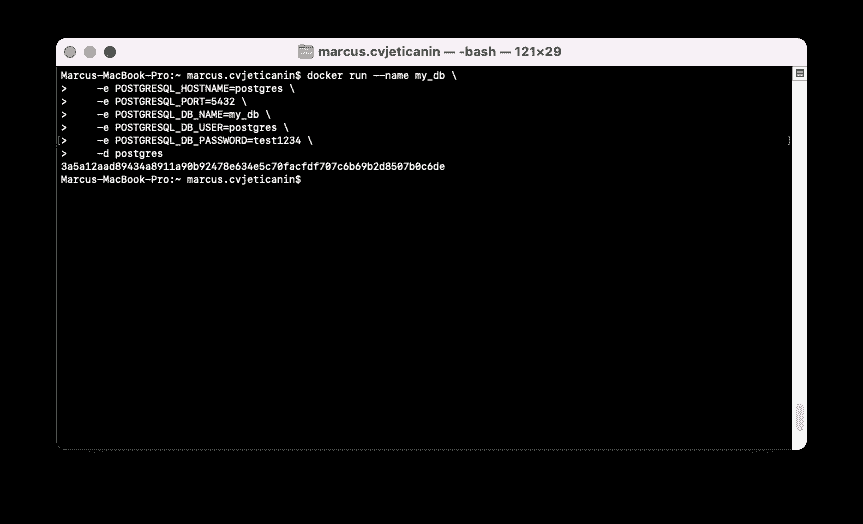 marcus.cvjeticanin — -bash — 121×29
Marcus-MacBook-Pro:~ marcus.cvjeticanin$ docker run --name my_db \
>     -e POSTGRESQL_HOSTNAME=postgres \
>     -e POSTGRESQL_PORT=5432 \
>     -e POSTGRESQL_DB_NAME=my_db \
>     -e POSTGRESQL_DB_USER=postgres \
[>     -e POSTGRESQL_DB_PASSWORD=test1234 \ ]
>     -d postgres
3a5a12aad89434a8911a90b92478e634e5c70facfdf707c6b69b2d8507b0c6de
Marcus-MacBook-Pro:~ marcus.cvjeticanin$